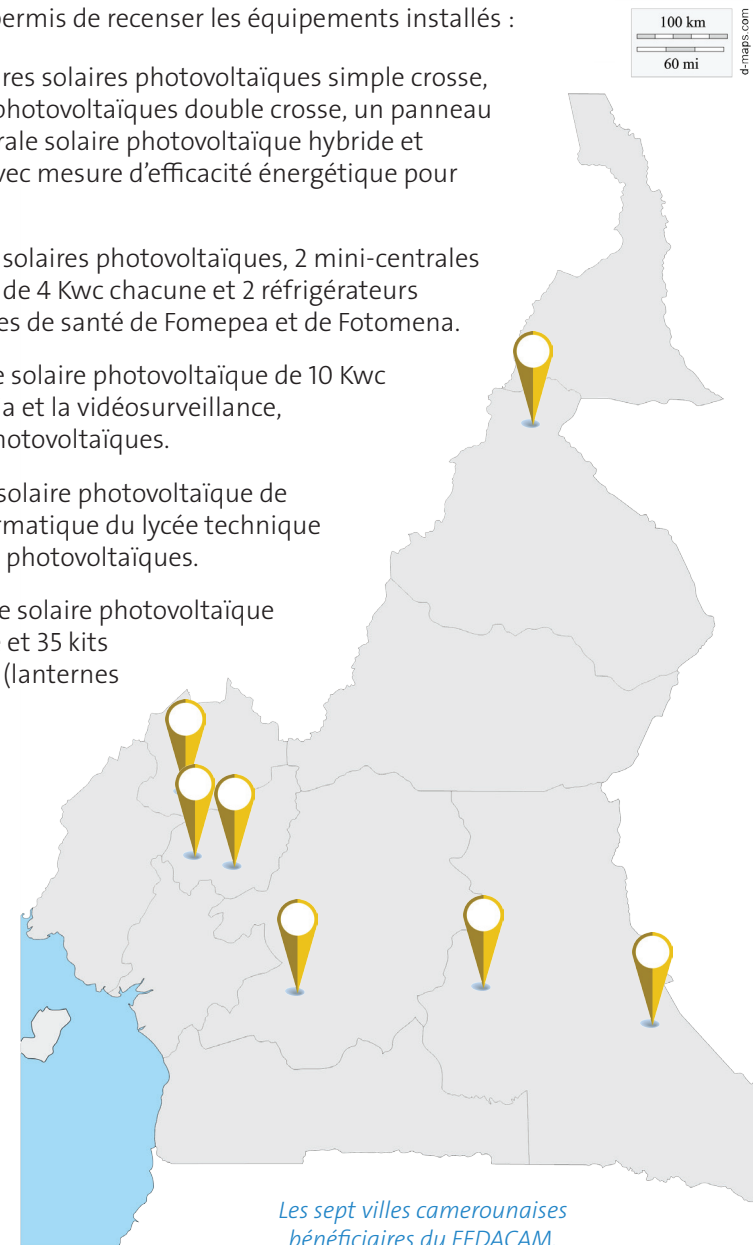 permis de recenser les équipements installés :
100 km
60 mi
d-maps.com
res solaires photovoltaïques simple crosse,
photovoltaïques double crosse, un panneau
rale solaire photovoltaïque hybride et
vec mesure d'efficacité énergétique pour
solaires photovoltaïques, 2 mini-centrales
de 4 Kwc chacune et 2 réfrigérateurs
es de santé de Fomepea et de Fotomena.
e solaire photovoltaïque de 10 Kwc
a et la vidéosurveillance,
hotovoltaïques.
solaire photovoltaïque de
rmatique du lycée technique
photovoltaïques.
e solaire photovoltaïque
et 35 kits
(lanternes
Les sept villes camerounaises
bénéficiaires du FEDACAM